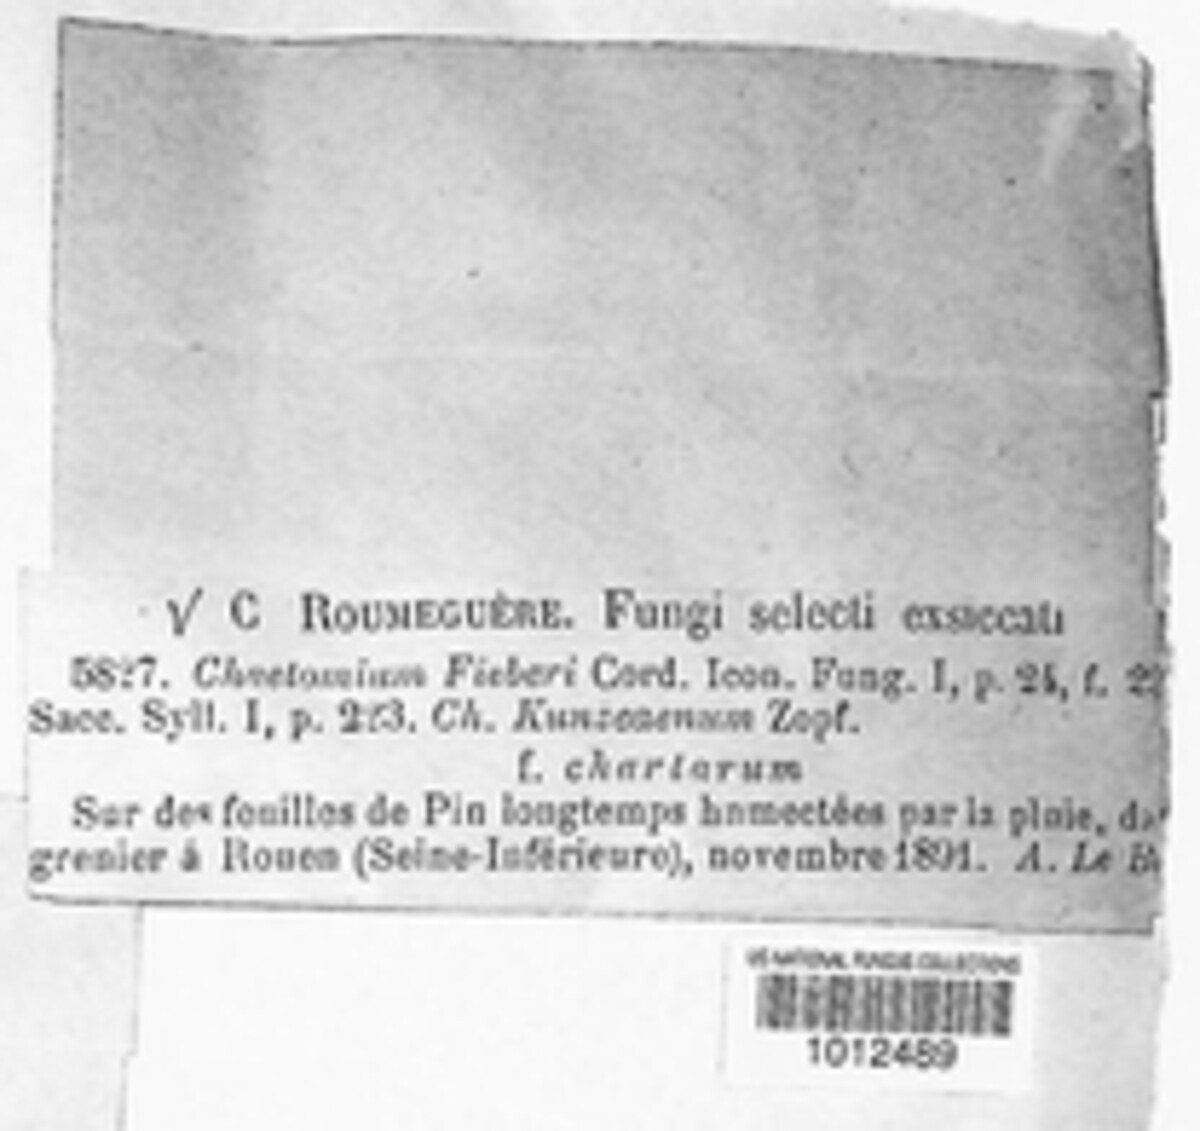 √ C ROUMEGUÈRE. Fungi selecti exsiccati
Chaetomium Fieberi Cord. Icon. Fung. I, p. 24, f.
Sacc. Syll. I, p. Ch. Kunzeanum Zopf.
f. chartarum
Sur des feuilles de Pin longtemps humectées par la pluie,
grenier à Rouen (Seine-Inférieure), novembre 1891. A. Le
US NATIONAL FUNGUS COLLECTIONS
1012489